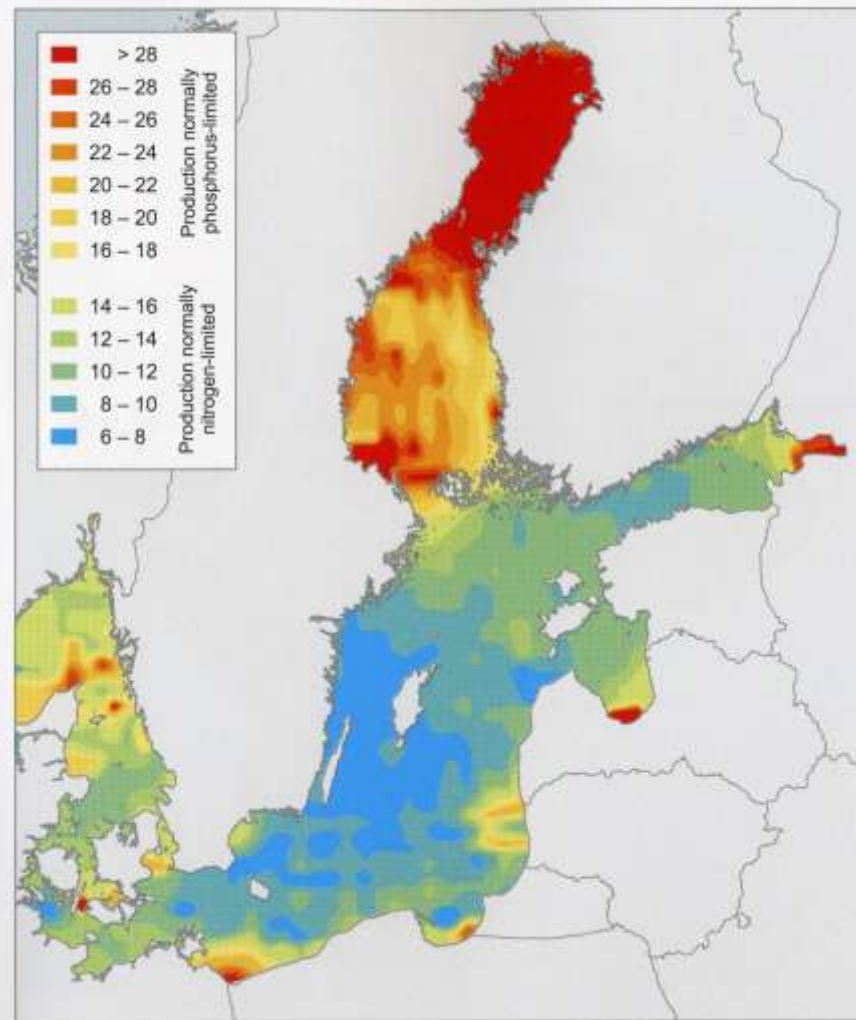 > 28
26 – 28
24 – 26
22 – 24
20 – 22
18 – 20
16 – 18
Production normally
phosphorus-limited
14 – 16
12 – 14
10 – 12
8 – 10
6 – 8
Production normally
nitrogen-limited